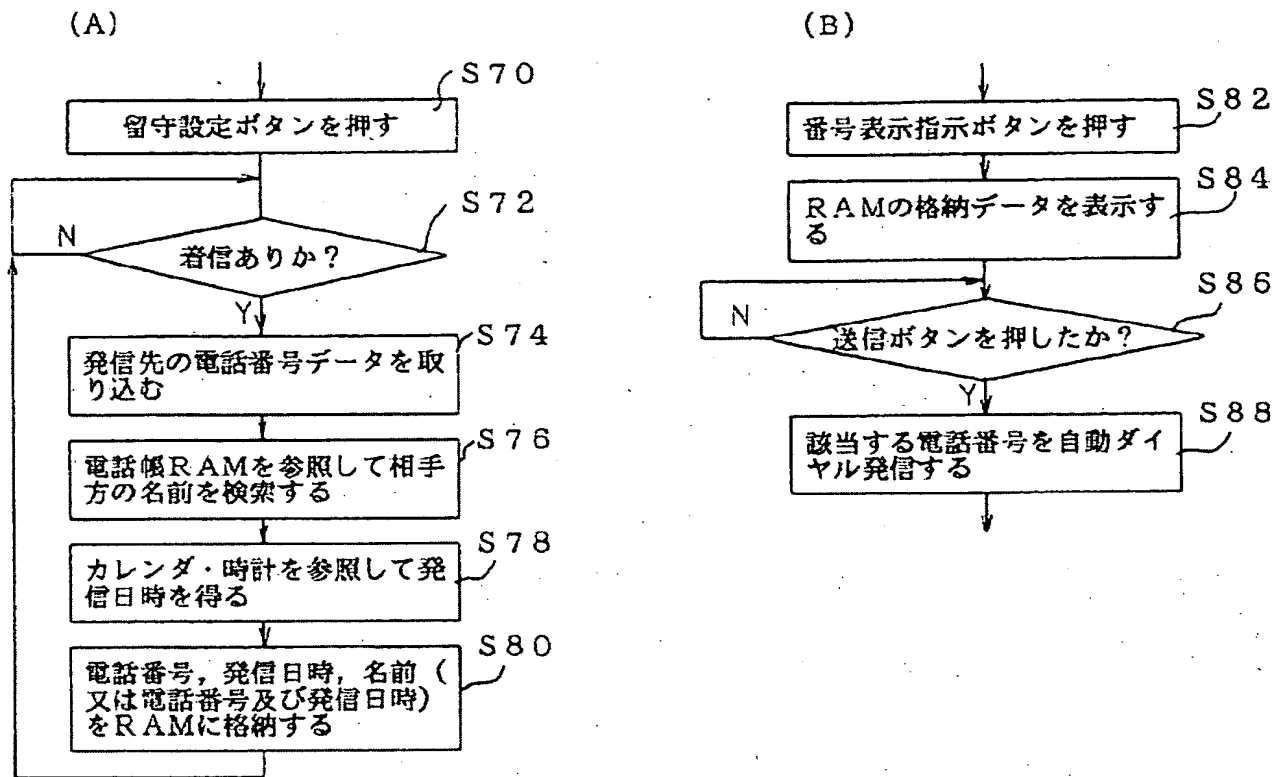 (A)
S70
留守設定ボタンを押す
S72
N
着信ありか?
Y
S74
発信先の電話番号データを取
り込む
S76
電話帳RAMを参照して相手
方の名前を検索する
S78
カレンダ・時計を参照して発
信日時を得る
S80
電話番号,発信日時,名前(
又は電話番号及び発信日時)
をRAMに格納する
(B)
S82
番号表示指示ボタンを押す
S84
RAMの格納データを表示す
る
S86
N
送信ボタンを押したか?
Y
S88
該当する電話番号を自動ダイ
ヤル発信する